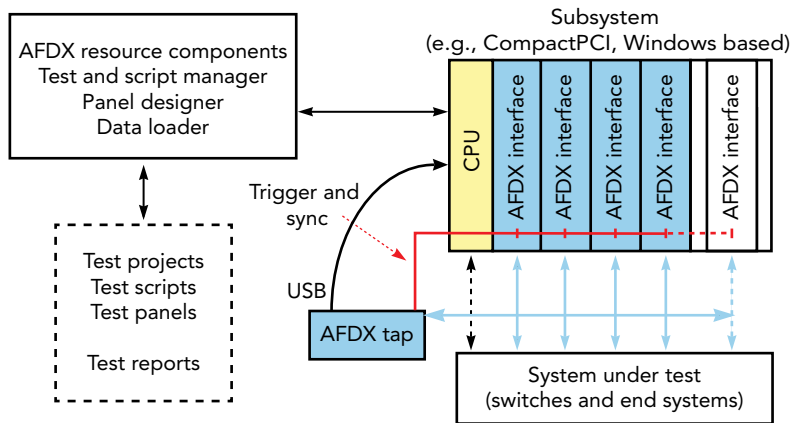 Subsystem
(e.g., CompactPCI, Windows based)
AFDX resource components
Test and script manager
Panel designer
Data loader
CPU
AFDX interface
AFDX interface
AFDX interface
AFDX interface
AFDX interface
Trigger and
sync
USB
Test projects
Test scripts
Test panels
Test reports
AFDX tap
System under test
(switches and end systems)